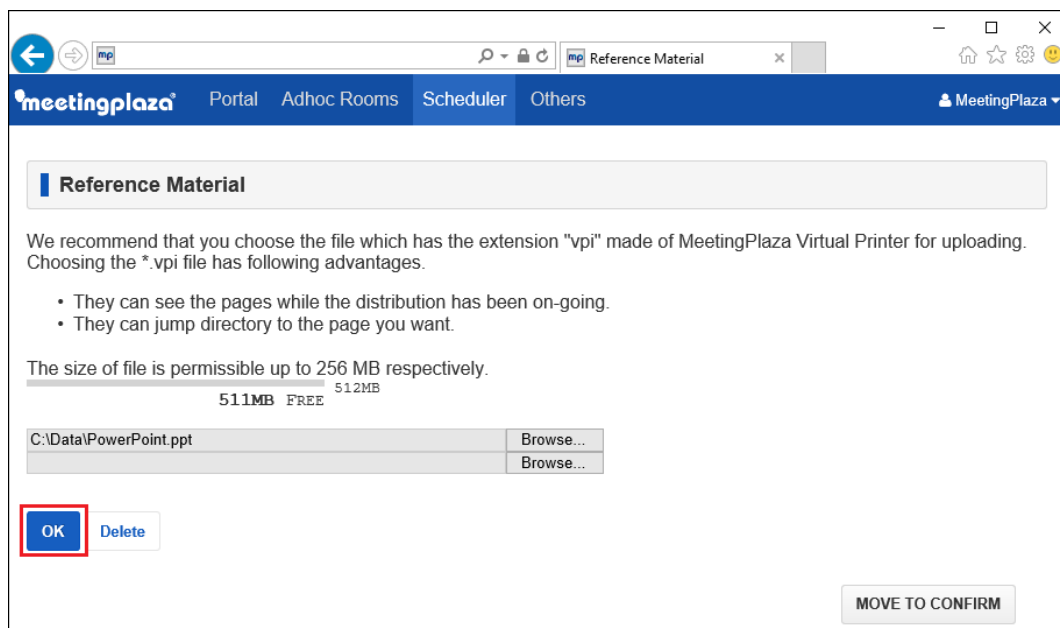 mp
mp Reference Material
meetingplaza Portal Adhoc Rooms Scheduler Others MeetingPlaza
Reference Material
We recommend that you choose the file which has the extension "vpi" made of MeetingPlaza Virtual Printer for uploading.
Choosing the *.vpi file has following advantages.
• They can see the pages while the distribution has been on-going.
• They can jump directory to the page you want.
The size of file is permissible up to 256 MB respectively.
512MB
511MB FREE
C:\Data\PowerPoint.ppt Browse...
Browse...
OK Delete
MOVE TO CONFIRM